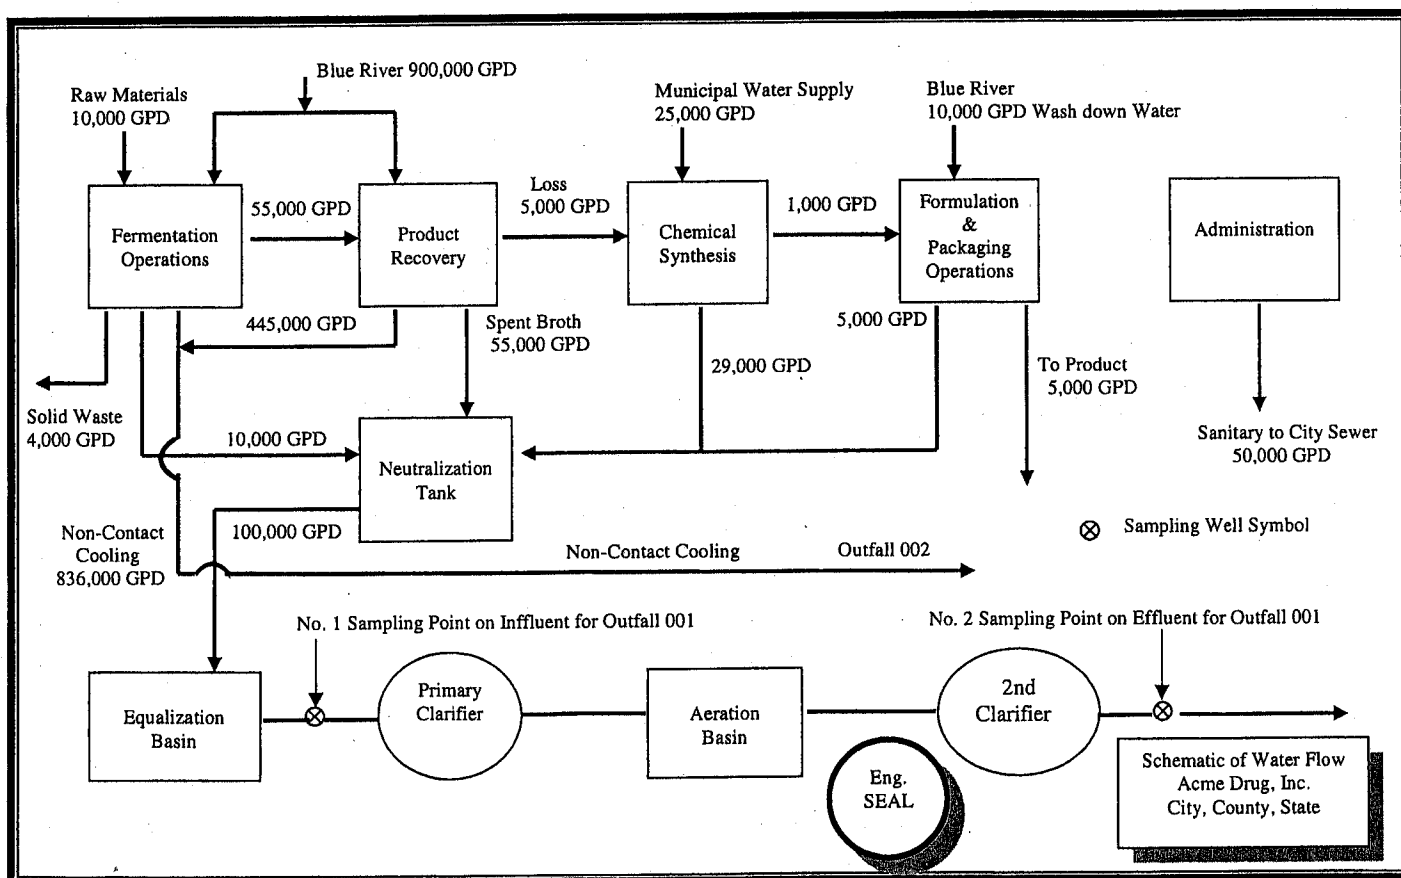 Blue River 900,000 GPD
Raw Materials
10,000 GPD
Municipal Water Supply
25,000 GPD
Blue River
10,000 GPD Wash down Water
Fermentation
Operations
55,000 GPD
Product
Recovery
Loss
5,000 GPD
Chemical
Synthesis
1,000 GPD
Formulation
&
Packaging
Operations
Administration
445,000 GPD
Spent Broth
55,000 GPD
29,000 GPD
5,000 GPD
To Product
5,000 GPD
Solid Waste
4,000 GPD
10,000 GPD
Neutralization
Tank
Sanitary to City Sewer
50,000 GPD
Non-Contact
Cooling
836,000 GPD
100,000 GPD
Non-Contact Cooling
Outfall 002
Sampling Well Symbol
No. 1 Sampling Point on Inffluent for Outfall 001
No. 2 Sampling Point on Effluent for Outfall 001
Equalization
Basin
Primary
Clarifier
Aeration
Basin
2nd
Clarifier
Eng.
SEAL
Schematic of Water Flow
Acme Drug, Inc.
City, County, State